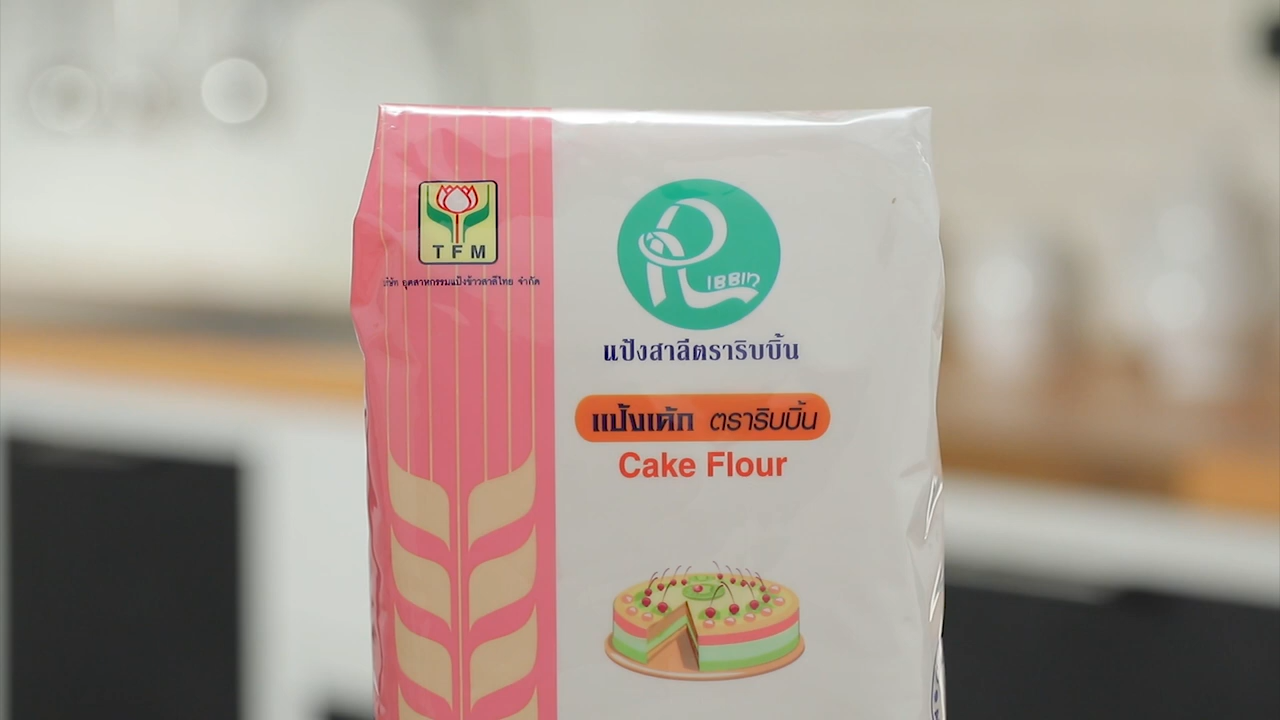 TFM
บริษัท อุตสาหกรรมแป้งข้าวสาลีไทย จำกัด
RIBBIN
แป้งสาลีตราริบบิ้น
แป้งเค้ก ตราริบบิ้น
Cake Flour